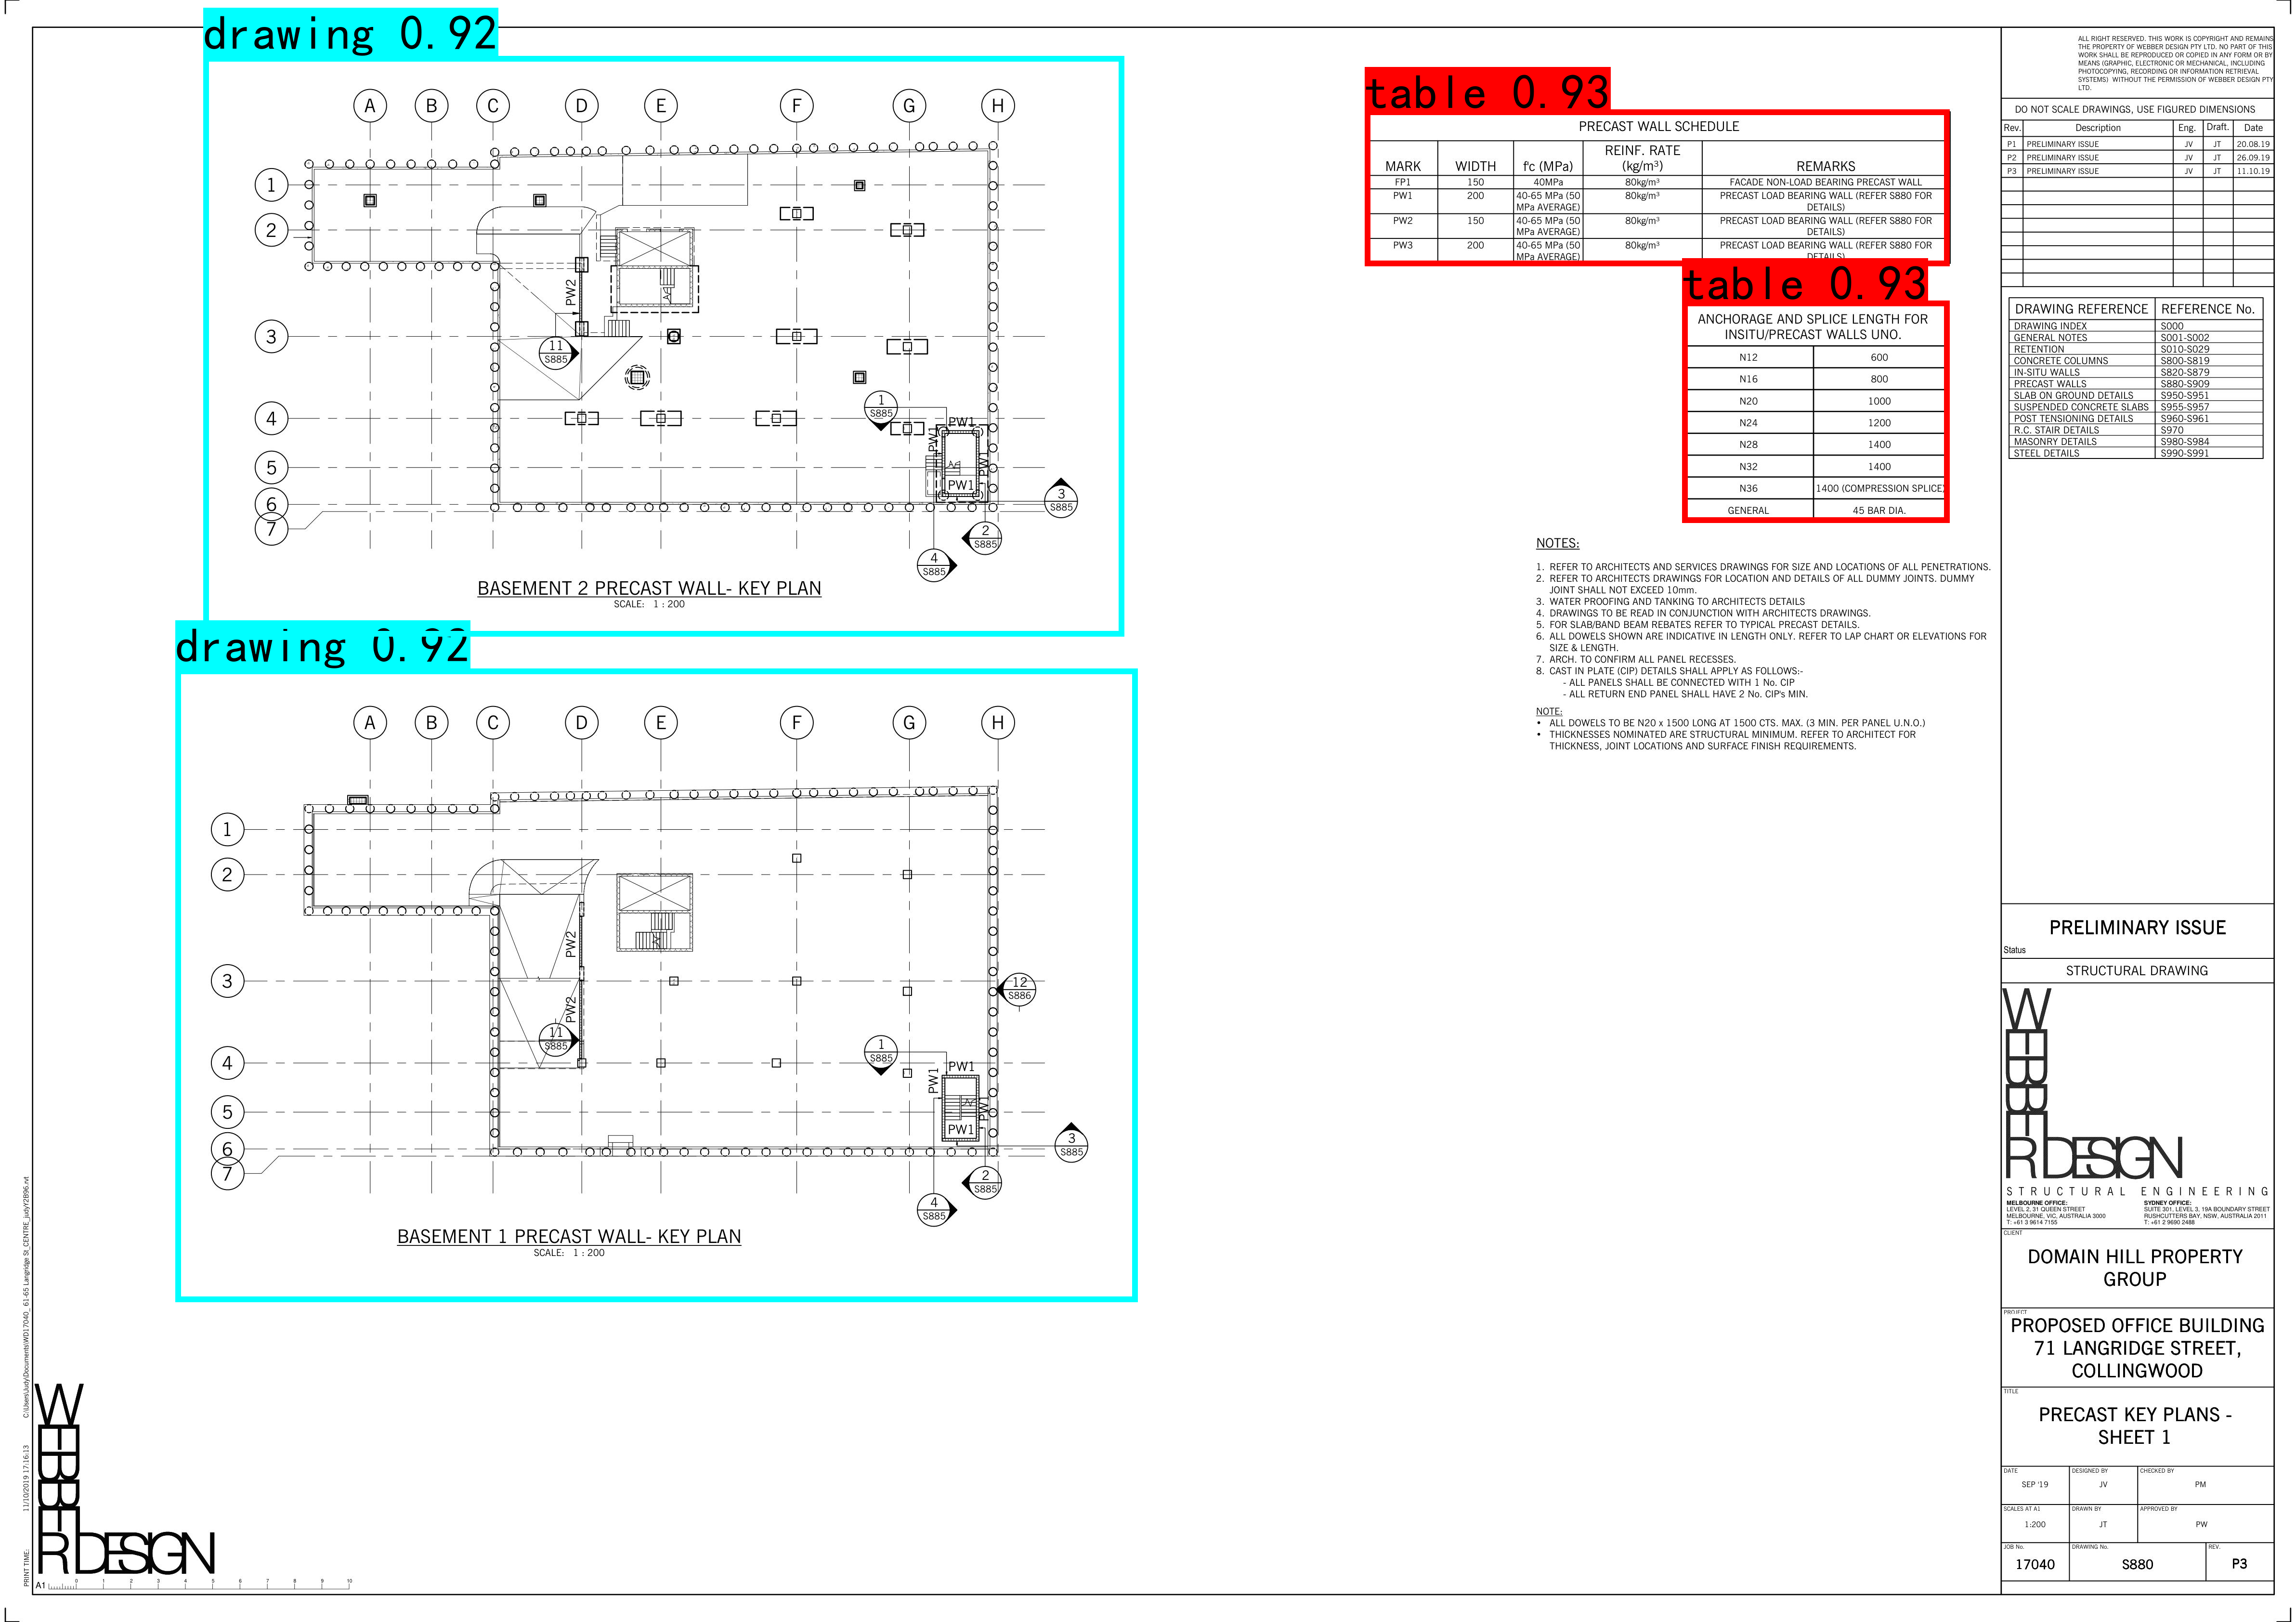 drawing 0.92
A B C D E F G H
1
2
3
4
5
6
7
PW2
11
S885
1
S885
PW1
PW1
PW1
PW1
3
S885
2
S885
4
S885
BASEMENT 2 PRECAST WALL- KEY PLAN
SCALE: 1 : 200
drawing 0.92
A B C D E F G H
1
2
3
4
5
6
7
PW2
PW2
11
S885
12
S886
1
S885
PW1
PW1
PW1
PW1
3
S885
2
S885
4
S885
BASEMENT 1 PRECAST WALL- KEY PLAN
SCALE: 1 : 200
table 0.93
PRECAST WALL SCHEDULE
MARK WIDTH f'c (MPa) REINF. RATE (kg/m³) REMARKS
FP1 150 40MPa 80kg/m³ FACADE NON-LOAD BEARING PRECAST WALL
PW1 200 40-65 MPa (50 MPa AVERAGE) 80kg/m³ PRECAST LOAD BEARING WALL (REFER S880 FOR DETAILS)
PW2 150 40-65 MPa (50 MPa AVERAGE) 80kg/m³ PRECAST LOAD BEARING WALL (REFER S880 FOR DETAILS)
PW3 200 40-65 MPa (50 MPa AVERAGE) 80kg/m³ PRECAST LOAD BEARING WALL (REFER S880 FOR DETAILS)
table 0.93
ANCHORAGE AND SPLICE LENGTH FOR
INSITU/PRECAST WALLS UNO.
N12 600
N16 800
N20 1000
N24 1200
N28 1400
N32 1400
N36 1400 (COMPRESSION SPLICE)
GENERAL 45 BAR DIA.
NOTES:
1. REFER TO ARCHITECTS AND SERVICES DRAWINGS FOR SIZE AND LOCATIONS OF ALL PENETRATIONS.
2. REFER TO ARCHITECTS DRAWINGS FOR LOCATION AND DETAILS OF ALL DUMMY JOINTS. DUMMY
JOINT SHALL NOT EXCEED 10mm.
3. WATER PROOFING AND TANKING TO ARCHITECTS DETAILS
4. DRAWINGS TO BE READ IN CONJUNCTION WITH ARCHITECTS DRAWINGS.
5. FOR SLAB/BAND BEAM REBATES REFER TO TYPICAL PRECAST DETAILS.
6. ALL DOWELS SHOWN ARE INDICATIVE IN LENGTH ONLY. REFER TO LAP CHART OR ELEVATIONS FOR
SIZE & LENGTH.
7. ARCH. TO CONFIRM ALL PANEL RECESSES.
8. CAST IN PLATE (CIP) DETAILS SHALL APPLY AS FOLLOWS:-
- ALL PANELS SHALL BE CONNECTED WITH 1 No. CIP
- ALL RETURN END PANEL SHALL HAVE 2 No. CIP's MIN.
NOTE:
• ALL DOWELS TO BE N20 x 1500 LONG AT 1500 CTS. MAX. (3 MIN. PER PANEL U.N.O.)
• THICKNESSES NOMINATED ARE STRUCTURAL MINIMUM. REFER TO ARCHITECT FOR
THICKNESS, JOINT LOCATIONS AND SURFACE FINISH REQUIREMENTS.
ALL RIGHT RESERVED. THIS WORK IS COPYRIGHT AND REMAINS
THE PROPERTY OF WEBBER DESIGN PTY LTD. NO PART OF THIS
WORK SHALL BE REPRODUCED OR COPIED IN ANY FORM OR BY
MEANS (GRAPHIC, ELECTRONIC OR MECHANICAL, INCLUDING
PHOTOCOPYING, RECORDING OR INFORMATION RETRIEVAL
SYSTEMS) WITHOUT THE PERMISSION OF WEBBER DESIGN PTY
LTD.
DO NOT SCALE DRAWINGS, USE FIGURED DIMENSIONS
Rev. Description Eng. Draft. Date
P1 PRELIMINARY ISSUE JV JT 20.08.19
P2 PRELIMINARY ISSUE JV JT 26.09.19
P3 PRELIMINARY ISSUE JV JT 11.10.19
DRAWING REFERENCE REFERENCE No.
DRAWING INDEX S000
GENERAL NOTES S001-S002
RETENTION S010-S029
CONCRETE COLUMNS S800-S819
IN-SITU WALLS S820-S879
PRECAST WALLS S880-S909
SLAB ON GROUND DETAILS S950-S951
SUSPENDED CONCRETE SLABS S955-S957
POST TENSIONING DETAILS S960-S961
R.C. STAIR DETAILS S970
MASONRY DETAILS S980-S984
STEEL DETAILS S990-S991
PRELIMINARY ISSUE
Status
STRUCTURAL DRAWING
WEBBER DESIGN
STRUCTURAL ENGINEERING
MELBOURNE OFFICE:
LEVEL 2, 31 QUEEN STREET
MELBOURNE, VIC, AUSTRALIA 3000
T: +61 3 9614 7155
SYDNEY OFFICE:
SUITE 301, LEVEL 3, 19A BOUNDARY STREET
RUSHCUTTERS BAY, NSW, AUSTRALIA 2011
T: +61 2 9690 2488
CLIENT
DOMAIN HILL PROPERTY
GROUP
PROJECT
PROPOSED OFFICE BUILDING
71 LANGRIDGE STREET,
COLLINGWOOD
TITLE
PRECAST KEY PLANS -
SHEET 1
DATE DESIGNED BY CHECKED BY
SEP '19 JV PM
SCALES AT A1 DRAWN BY APPROVED BY
1:200 JT PW
JOB No. DRAWING No. REV.
17040 S880 P3
C:\Users\Judy\Documents\WD17040_ 61-65 Langridge St_CENTRE_judyY2B96.rvt
PRINT TIME: 11/10/2019 17:16:13
WEBBER DESIGN
A1 0 1 2 3 4 5 6 7 8 9 10